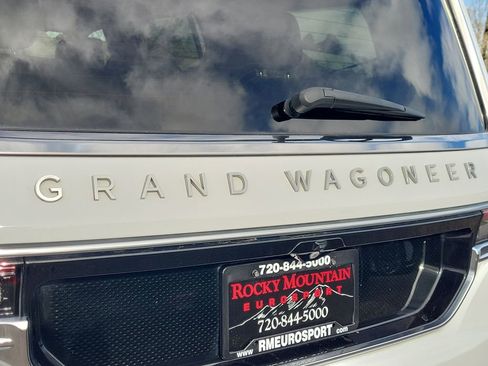 GRAND WAGONEER
720-844-5000
ROCKY MOUNTAIN
EUROSPORT
720-844-5000
www.RMEUROSPORT.com